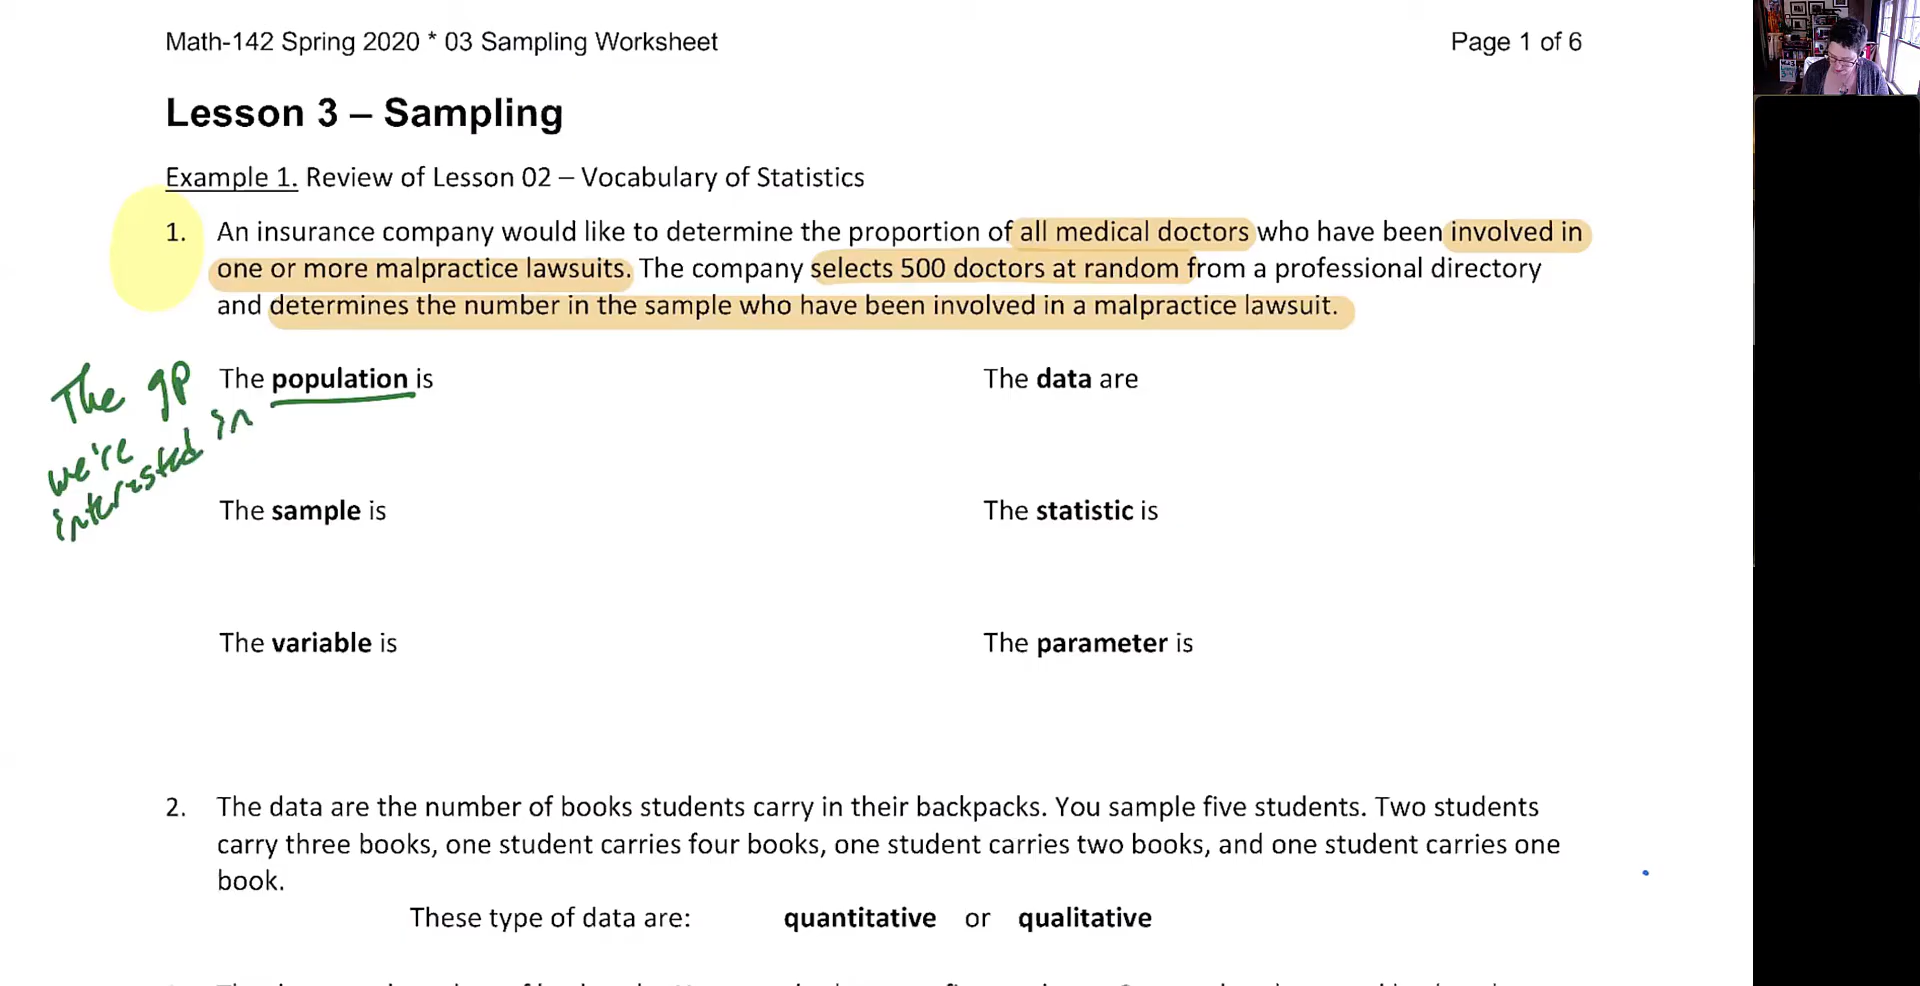 Math-142 Spring 2020 * 03 Sampling Worksheet Page 1 of 6
Lesson 3 – Sampling
Example 1. Review of Lesson 02 – Vocabulary of Statistics
1. An insurance company would like to determine the proportion of all medical doctors who have been involved in
one or more malpractice lawsuits. The company selects 500 doctors at random from a professional directory
and determines the number in the sample who have been involved in a malpractice lawsuit.
The gp
we're
interested in
The population is The data are
The sample is The statistic is
The variable is The parameter is
2. The data are the number of books students carry in their backpacks. You sample five students. Two students
carry three books, one student carries four books, one student carries two books, and one student carries one
book.
These type of data are: quantitative or qualitative